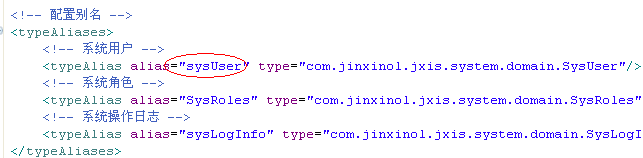 <!-- 配置别名 -->
<typeAliases>
<!-- 系统用户 -->
<typeAlias alias="sysUser" type="com.jinxinol.jxis.system.domain.SysUser"/>
<!-- 系统角色 -->
<typeAlias alias="SysRoles" type="com.jinxinol.jxis.system.domain.SysRoles"
<!-- 系统操作日志 -->
<typeAlias alias="sysLogInfo" type="com.jinxinol.jxis.system.domain.SysLogI
</typeAliases>